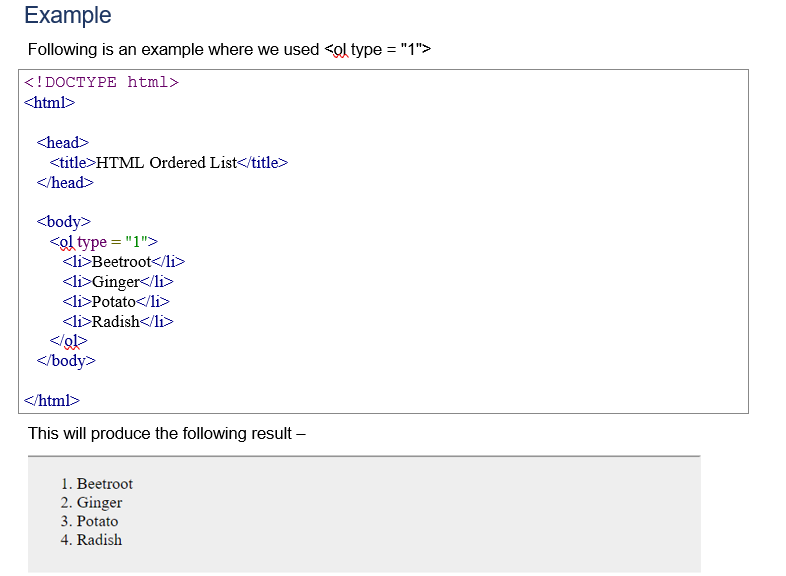 Example
Following is an example where we used <ol type = "1">
<!DOCTYPE html>
<html>
<head>
<title>HTML Ordered List</title>
</head>
<body>
<ol type = "1">
<li>Beetroot</li>
<li>Ginger</li>
<li>Potato</li>
<li>Radish</li>
</ol>
</body>
</html>
This will produce the following result –
1. Beetroot
2. Ginger
3. Potato
4. Radish